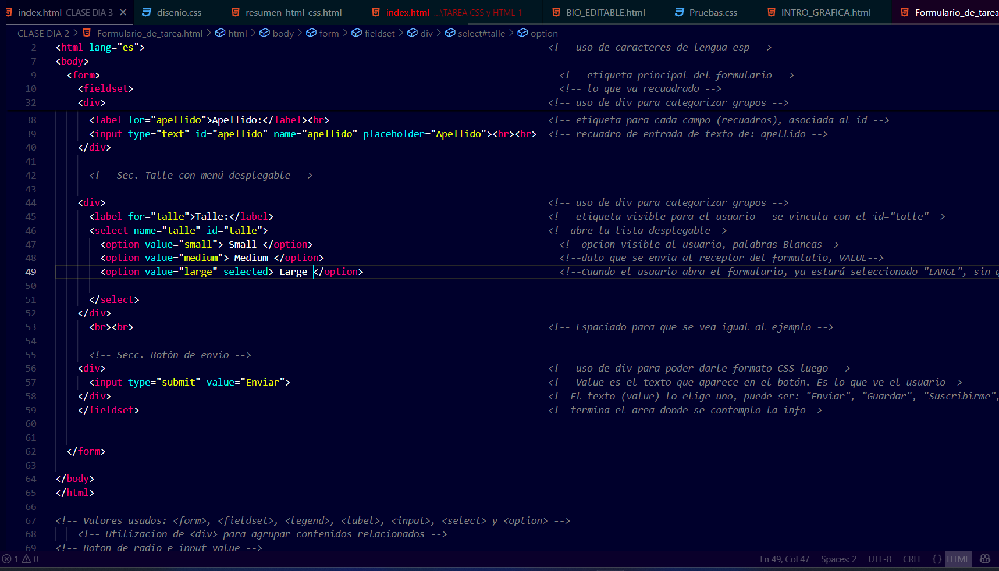 index.html CLASE DIA 3 disenio.css resumen-html-css.html index.html ...\TAREA CSS y HTML 1 BIO_EDITABLE.html Pruebas.css INTRO_GRAFICA.html Formulario_de_tarea
CLASE DIA 2 > Formulario_de_tarea.html > html > body > form > fieldset > div > select#talle > option
2 <html lang="es"> <!-- uso de caracteres de lengua esp -->
7 <body>
9 <form> <!-- etiqueta principal del formulario -->
10 <fieldset> <!-- lo que va recuadrado -->
32 <div> <!-- uso de div para categorizar grupos -->
38 <label for="apellido">Apellido:</label><br> <!-- etiqueta para cada campo (recuadros), asociada al id -->
39 <input type="text" id="apellido" name="apellido" placeholder="Apellido"><br><br> <!-- recuadro de entrada de texto de: apellido -->
40 </div>
41
42 <!-- Sec. Talle con menú desplegable -->
43
44 <div> <!-- uso de div para categorizar grupos -->
45 <label for="talle">Talle:</label> <!-- etiqueta visible para el usuario - se vincula con el id="talle"-->
46 <select name="talle" id="talle"> <!--abre la lista desplegable-->
47 <option value="small"> Small </option> <!--opcion visible al usuario, palabras Blancas-->
48 <option value="medium"> Medium </option> <!--dato que se envia al receptor del formulatio, VALUE-->
49 <option value="large" selected> Large </option> <!--Cuando el usuario abra el formulario, ya estará seleccionado "LARGE", sin
50
51 </select>
52 </div>
53 <br><br> <!-- Espaciado para que se vea igual al ejemplo -->
54
55 <!-- Secc. Botón de envío -->
56 <div> <!-- uso de div para poder darle formato CSS luego -->
57 <input type="submit" value="Enviar"> <!-- Value es el texto que aparece en el botón. Es lo que ve el usuario-->
58 </div> <!--El texto (value) lo elige uno, puede ser: "Enviar", "Guardar", "Suscribirme",
59 </fieldset> <!--termina el area donde se contemplo la info-->
60
61
62 </form>
63
64 </body>
65 </html>
66
67 <!-- Valores usados: <form>, <fieldset>, <legend>, <label>, <input>, <select> y <option> -->
68 <!-- Utilizacion de <div> para agrupar contenidos relacionados -->
69 <!-- Boton de radio e input value -->
1 0 Ln 49, Col 47 Spaces: 2 UTF-8 CRLF {} HTML